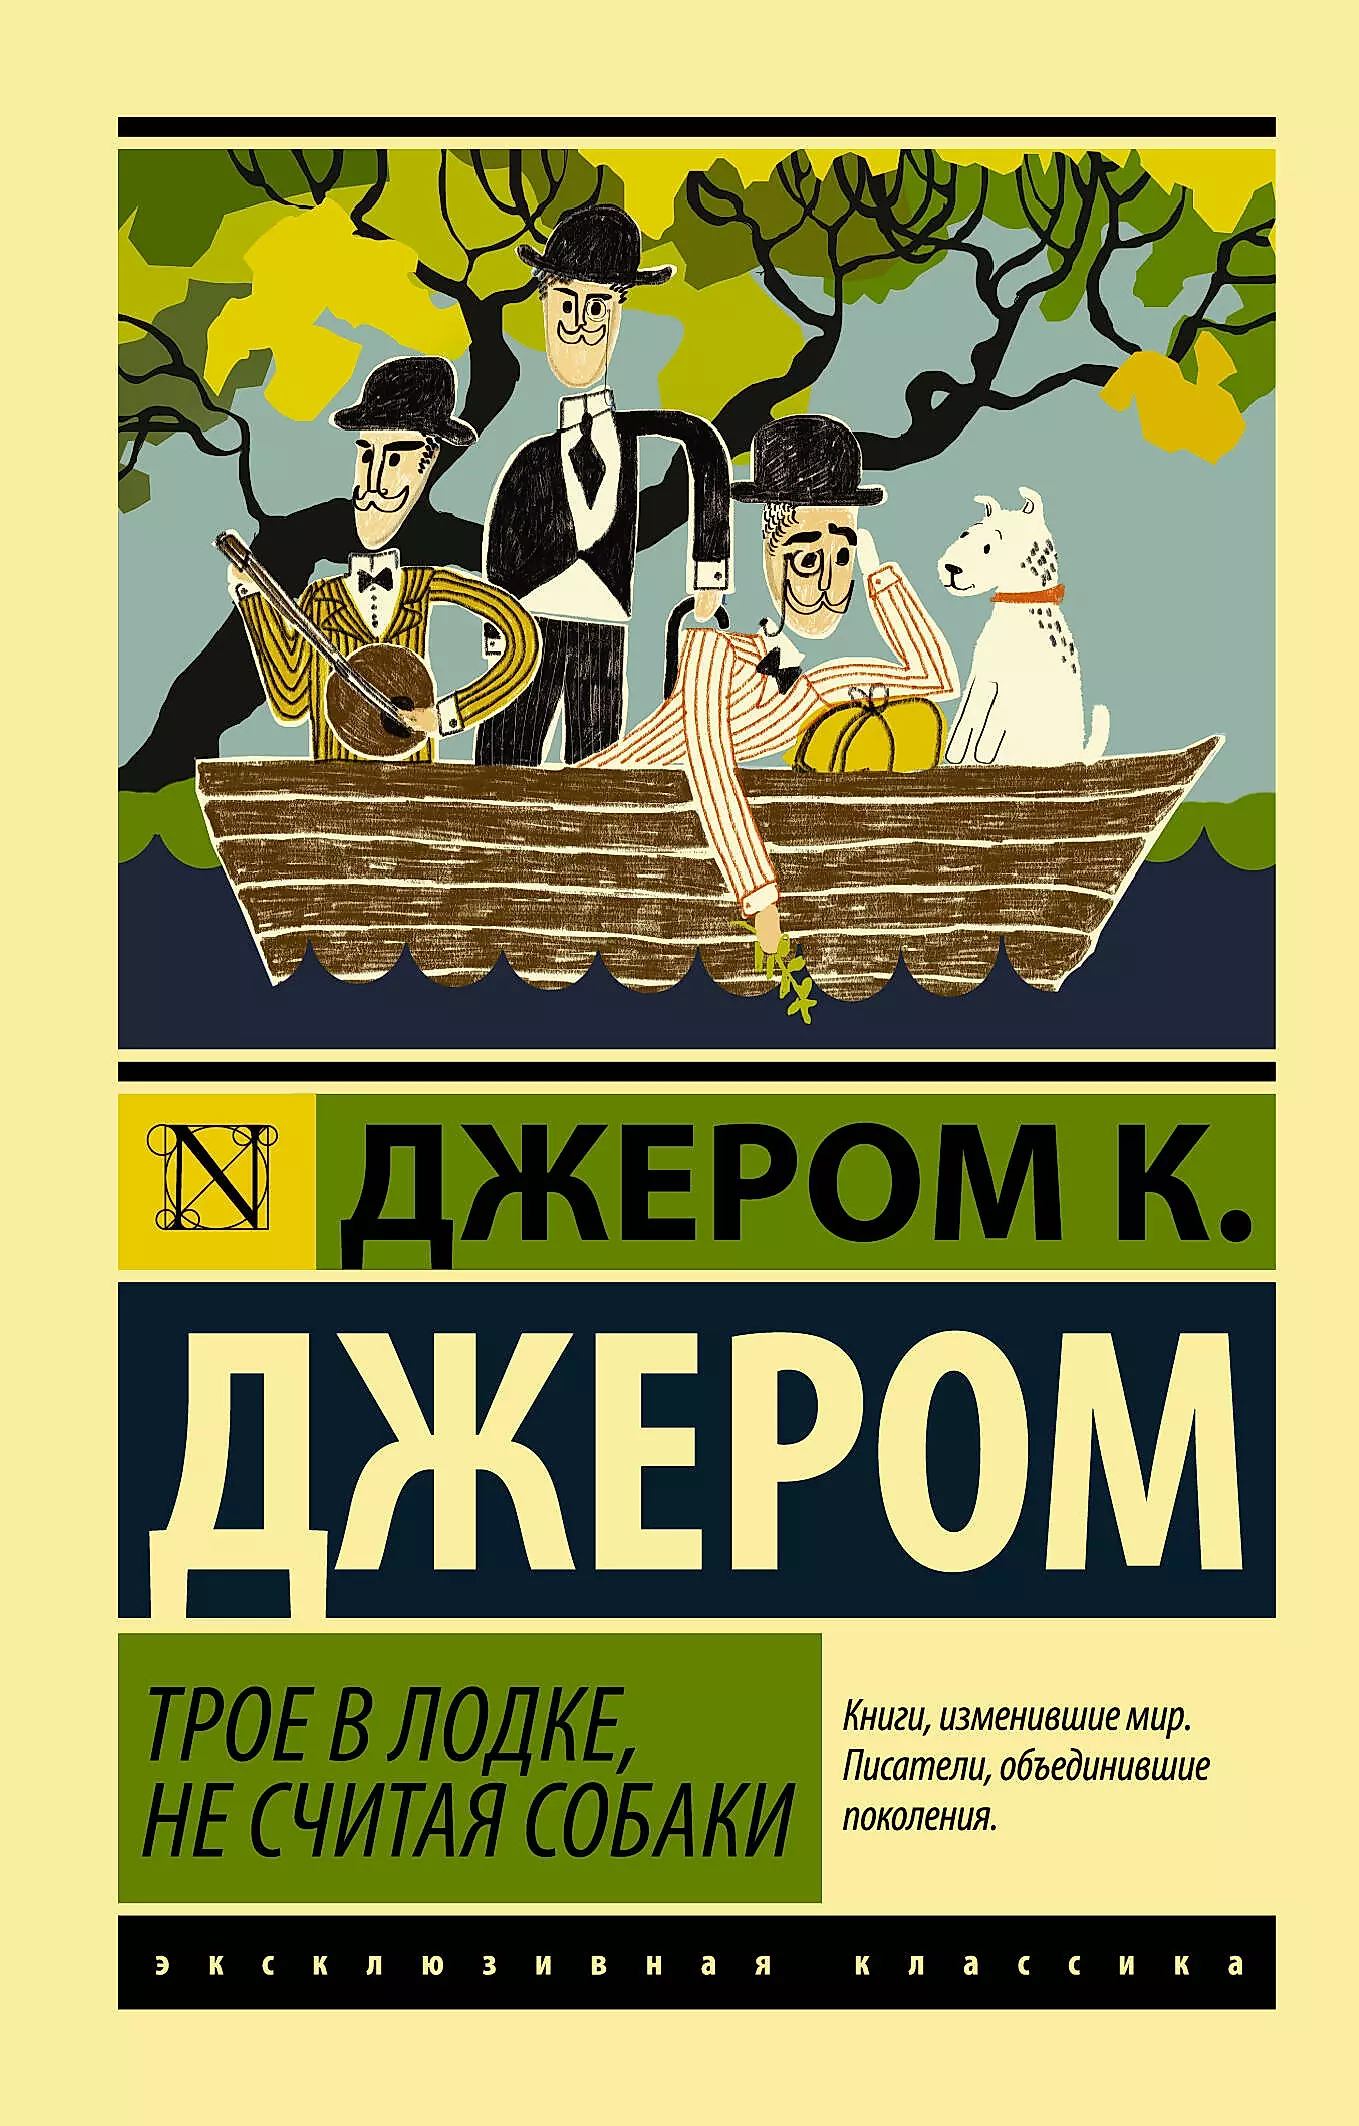 N
ДЖЕРОМ К.
ДЖЕРОМ
ТРОЕ В ЛОДКЕ,
НЕ СЧИТАЯ СОБАКИ
Книги, изменившие мир.
Писатели, объединившие
поколения.
эксклюзивная классика